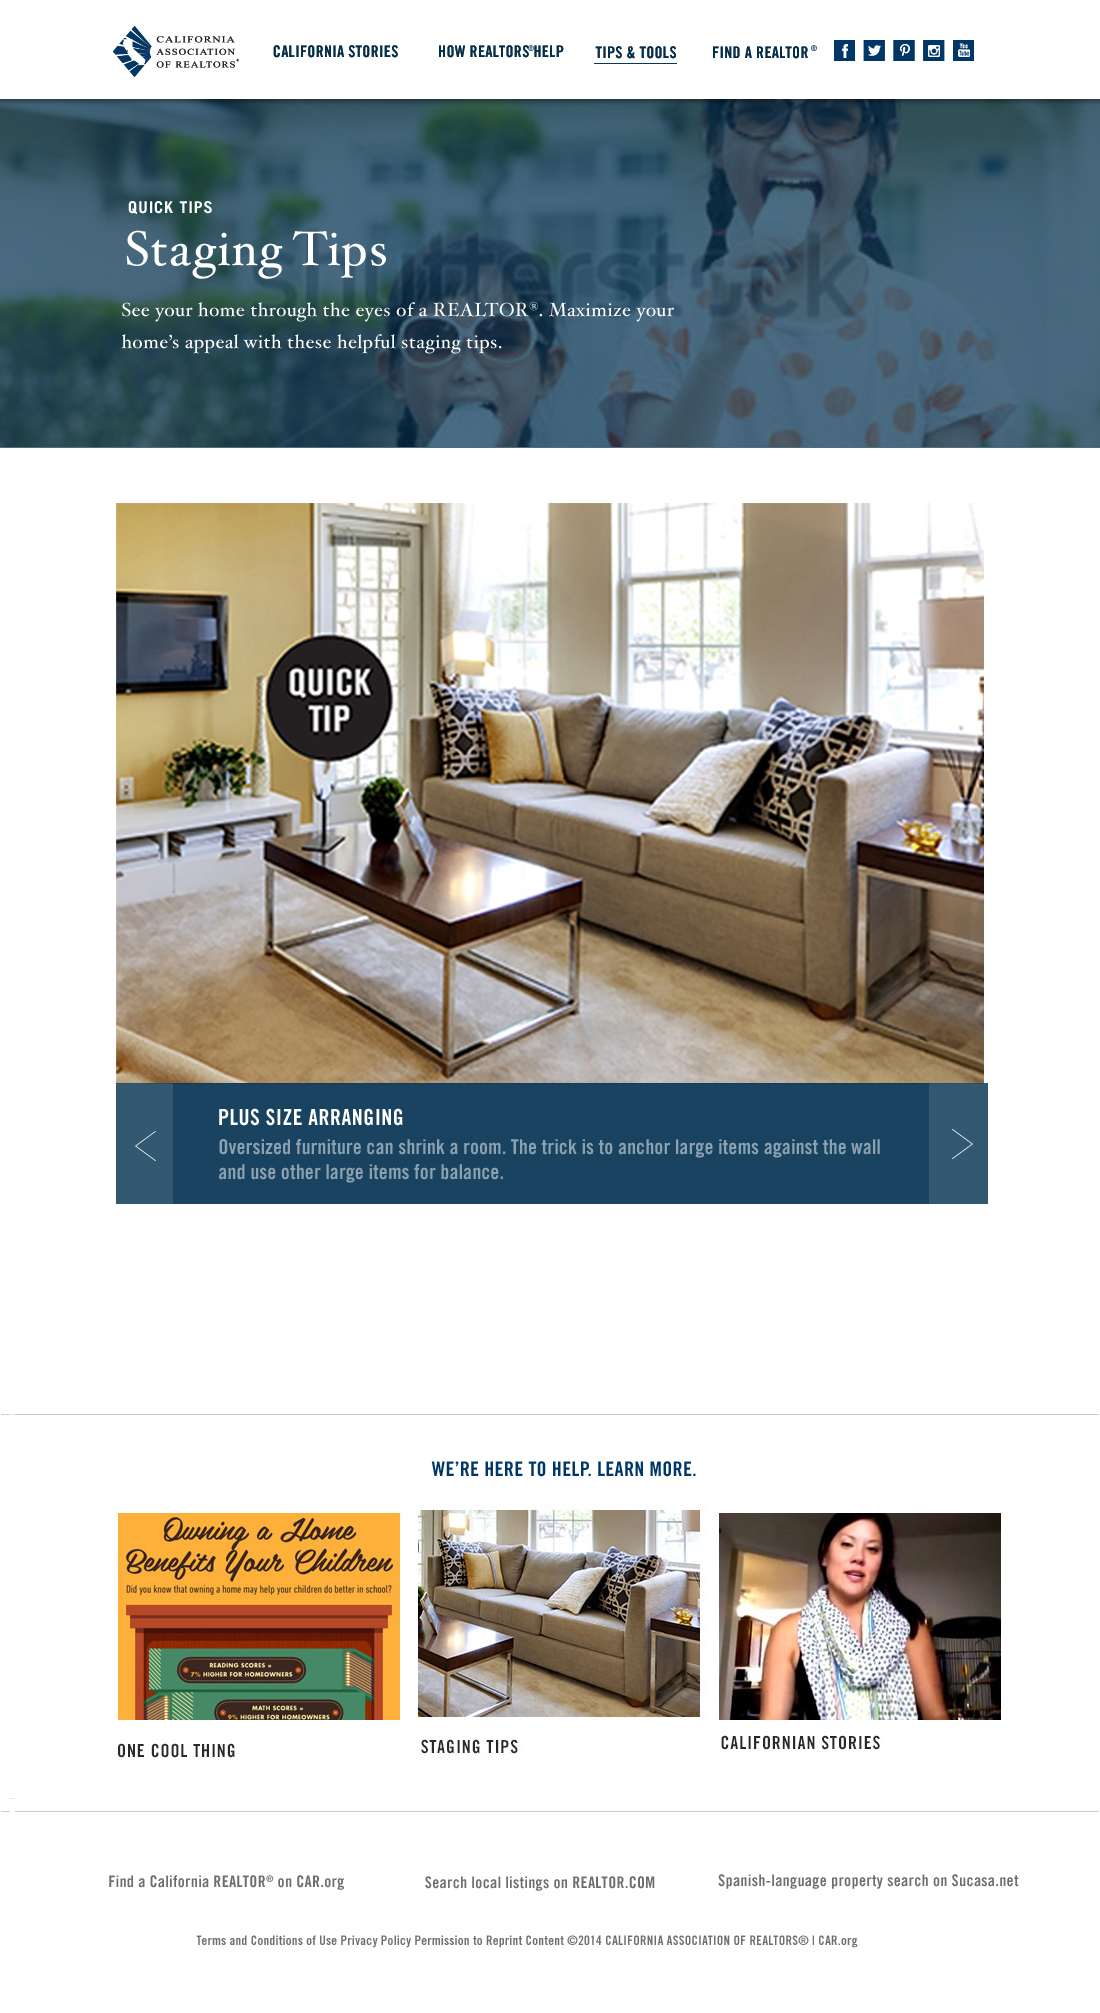 CALIFORNIA
ASSOCIATION
OF REALTORS®
CALIFORNIA STORIES
HOW REALTORS® HELP
TIPS & TOOLS
FIND A REALTOR ®
You
Tube
shutterstock
QUICK TIPS
Staging Tips
See your home through the eyes of a REALTOR®. Maximize your
home's appeal with these helpful staging tips.
QUICK
TIP
PLUS SIZE ARRANGING
Oversized furniture can shrink a room. The trick is to anchor large items against the wall
and use other large items for balance.
WE'RE HERE TO HELP. LEARN MORE.
Owning a Home
Benefits Your Children
Did you know that owning a home may help your children do better in school?
READING SCORES =
7% HIGHER FOR HOMEOWNERS
MATH SCORES =
9% HIGHER FOR HOMEOWNERS
ONE COOL THING
STAGING TIPS
CALIFORNIAN STORIES
Find a California REALTOR® on CAR.org
Search local listings on REALTOR.COM
Spanish-language property search on Sucasa.net
Terms and Conditions of Use Privacy Policy Permission to Reprint Content ©2014 CALIFORNIA ASSOCIATION OF REALTORS® | CAR.org